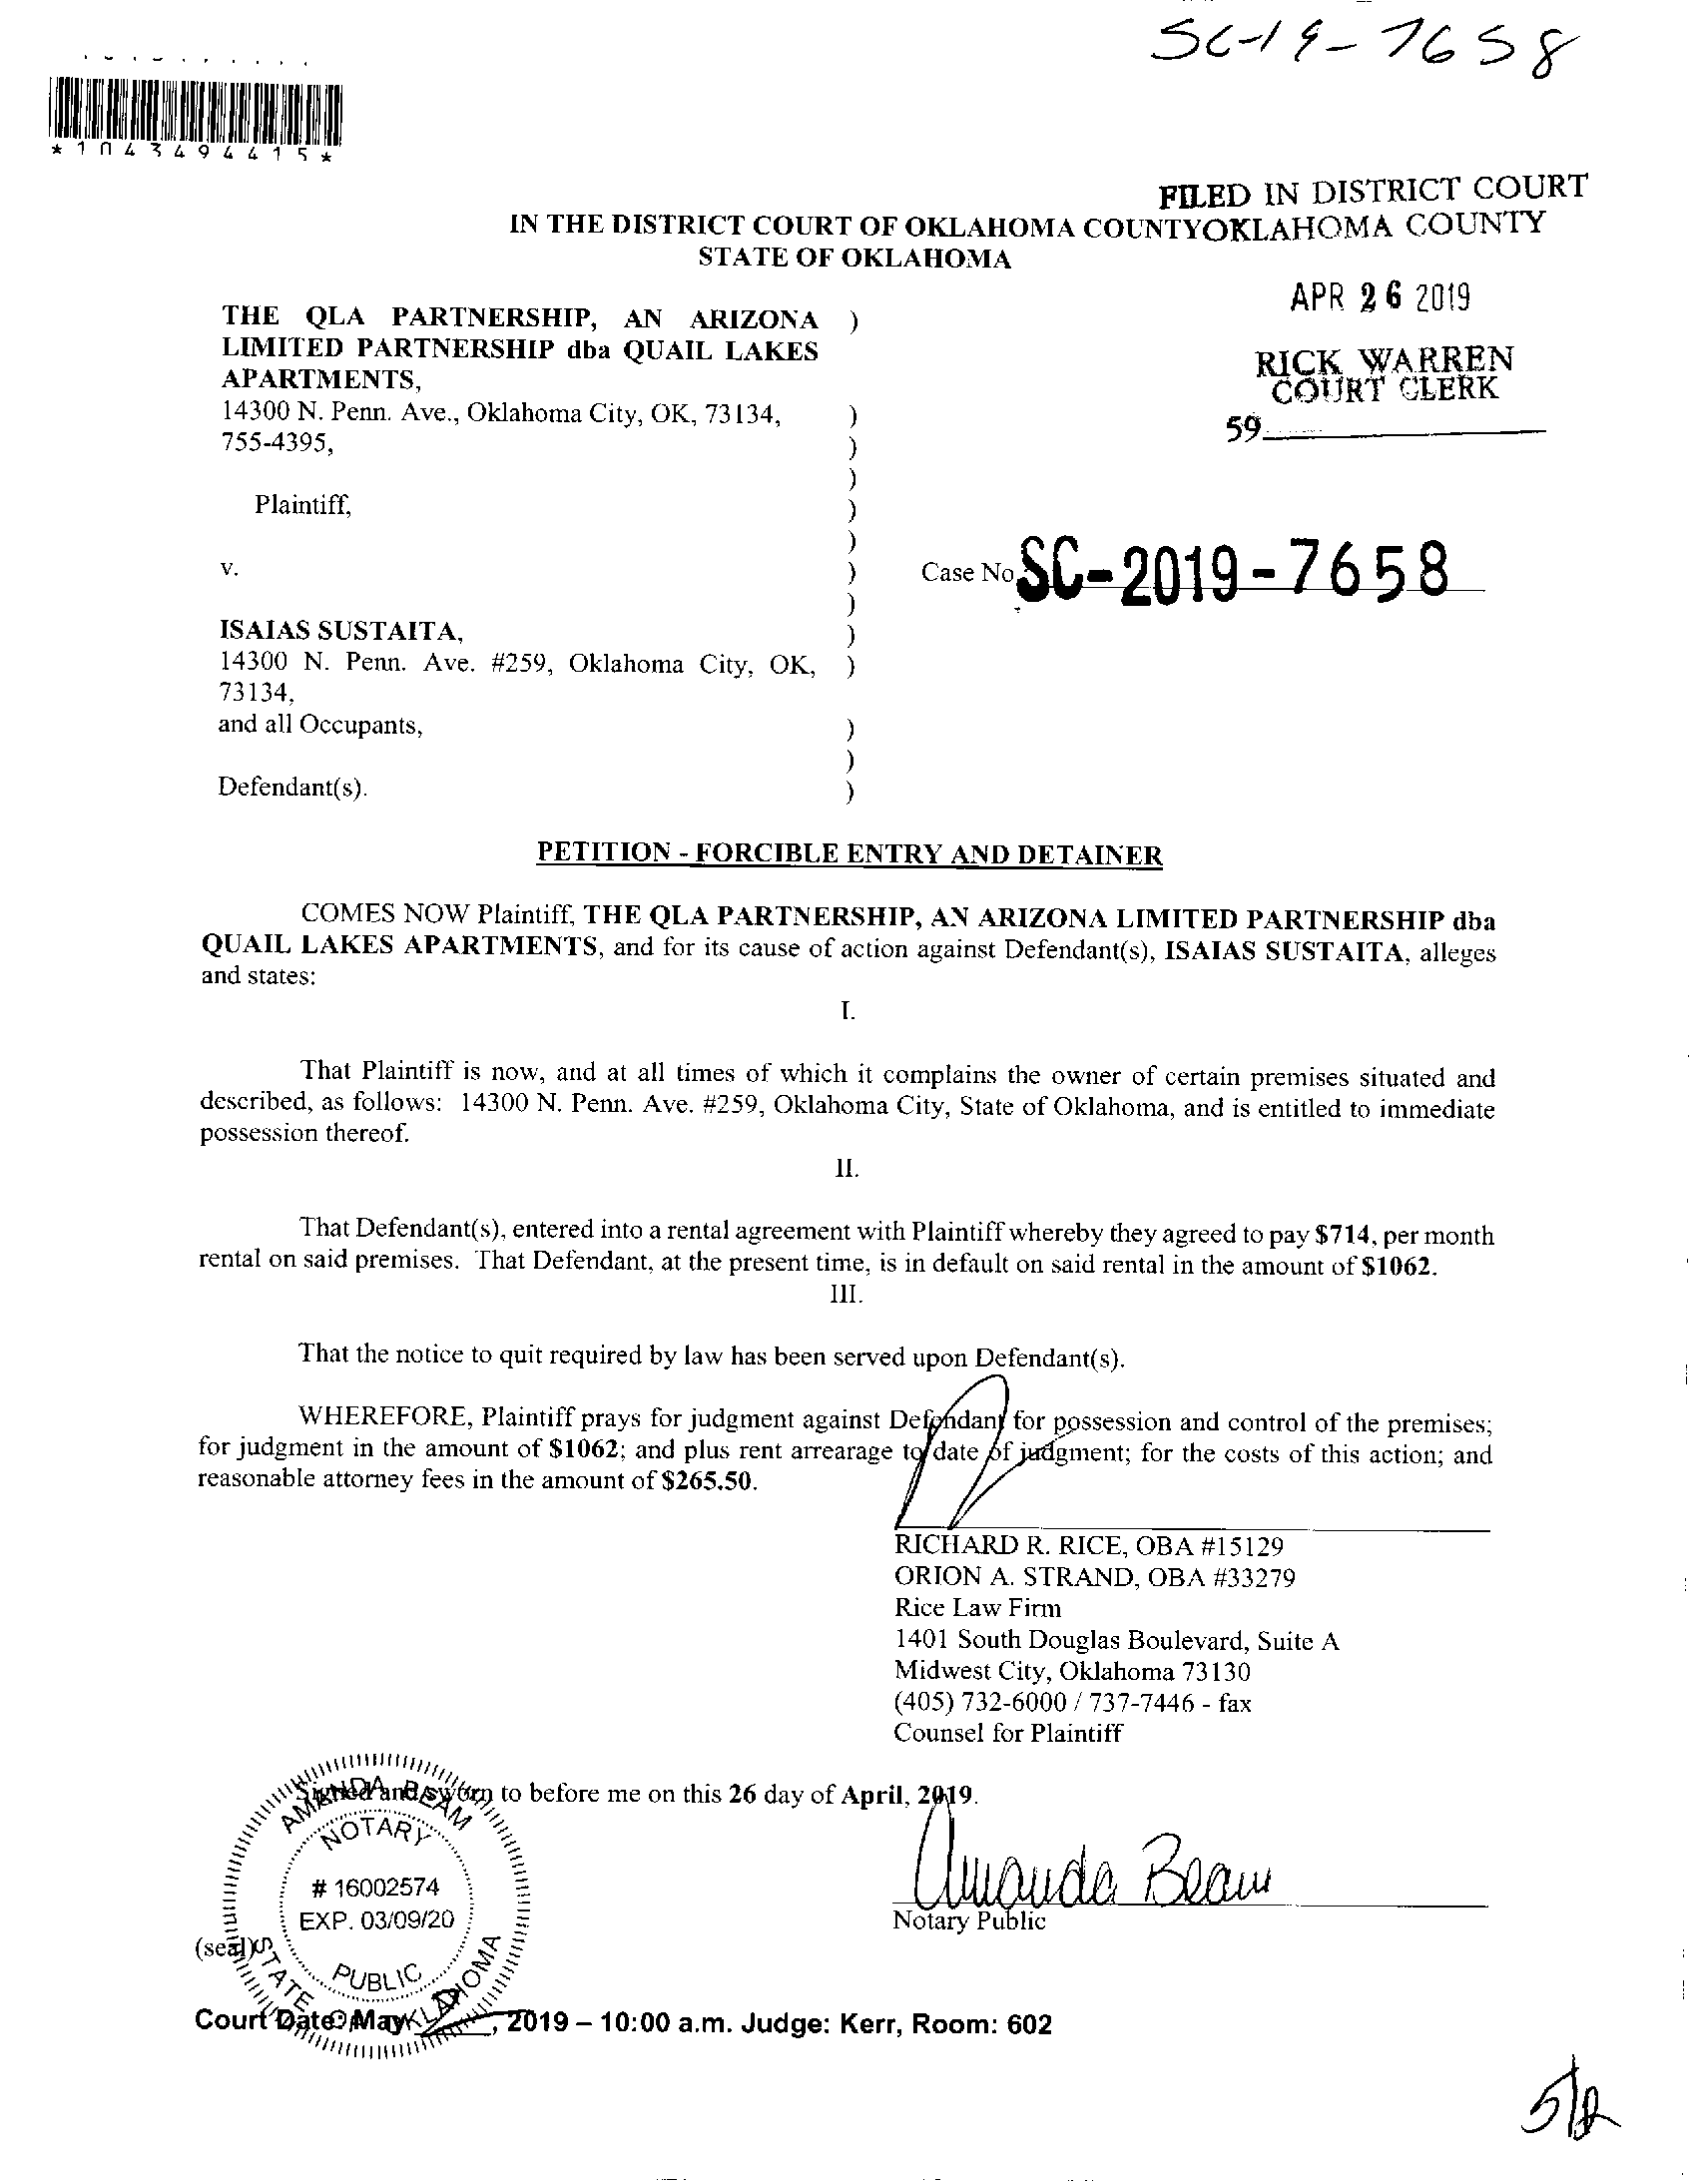 SC-19-7658
*1043494415*
FILED IN DISTRICT COURT
OKLAHOMA COUNTY
IN THE DISTRICT COURT OF OKLAHOMA COUNTY
STATE OF OKLAHOMA
APR 26 2019
RICK WARREN
COURT CLERK
59
THE QLA PARTNERSHIP, AN ARIZONA )
LIMITED PARTNERSHIP dba QUAIL LAKES
APARTMENTS,
14300 N. Penn. Ave., Oklahoma City, OK, 73134, )
755-4395, )
)
Plaintiff, )
)
v. )
Case No. SC-2019-7658
)
ISAIAS SUSTAITA, )
14300 N. Penn. Ave. #259, Oklahoma City, OK, )
73134,
and all Occupants, )
)
Defendant(s). )
PETITION - FORCIBLE ENTRY AND DETAINER
COMES NOW Plaintiff, THE QLA PARTNERSHIP, AN ARIZONA LIMITED PARTNERSHIP dba
QUAIL LAKES APARTMENTS, and for its cause of action against Defendant(s), ISAIAS SUSTAITA, alleges
and states:
I.
That Plaintiff is now, and at all times of which it complains the owner of certain premises situated and
described, as follows: 14300 N. Penn. Ave. #259, Oklahoma City, State of Oklahoma, and is entitled to immediate
possession thereof.
II.
That Defendant(s), entered into a rental agreement with Plaintiff whereby they agreed to pay $714, per month
rental on said premises. That Defendant, at the present time, is in default on said rental in the amount of $1062.
III.
That the notice to quit required by law has been served upon Defendant(s).
WHEREFORE, Plaintiff prays for judgment against Defendant for possession and control of the premises;
for judgment in the amount of $1062; and plus rent arrearage to date of judgment; for the costs of this action; and
reasonable attorney fees in the amount of $265.50.
RICHARD R. RICE, OBA #15129
ORION A. STRAND, OBA #33279
Rice Law Firm
1401 South Douglas Boulevard, Suite A
Midwest City, Oklahoma 73130
(405) 732-6000 / 737-7446 - fax
Counsel for Plaintiff
Signed and sworn to before me on this 26 day of April, 2019.
AMANDA BEAM
NOTARY
# 16002574
EXP. 03/09/20
PUBLIC
STATE OF OKLAHOMA
Amanda Beam
Notary Public
(seal)
Court Date: May , 2019 – 10:00 a.m. Judge: Kerr, Room: 602